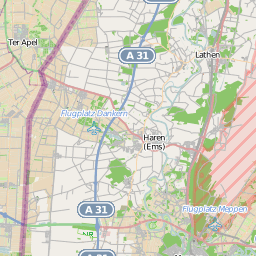 A 31
Lathen
Ter Apel
Flugplatz Dankern
Haren
(Ems)
A 31
Flugplatz Meppen